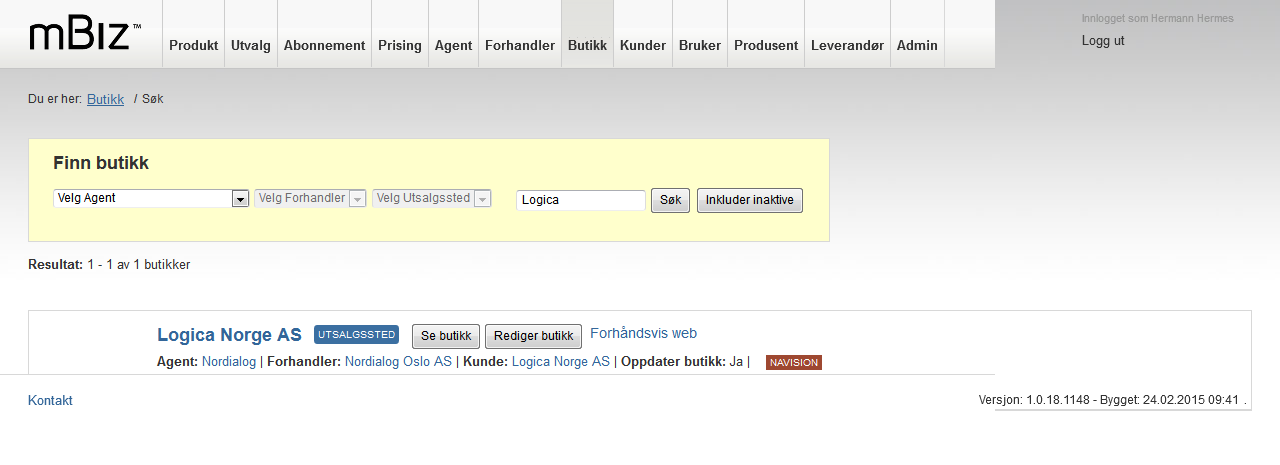 mBiz™ Produkt Utvalg Abonnement Prising Agent Forhandler Butikk Kunder Bruker Produsent Leverandør Admin
Innlogget som Hermann Hermes
Logg ut
Du er her: Butikk / Søk
Finn butikk
Velg Agent Velg Forhandler Velg Utsalgssted Logica Søk Inkluder inaktive
Resultat: 1 - 1 av 1 butikker
Logica Norge AS UTSALGSSTED Se butikk Rediger butikk Forhåndsvis web
Agent: Nordialog | Forhandler: Nordialog Oslo AS | Kunde: Logica Norge AS | Oppdater butikk: Ja | NAVISION
Kontakt Versjon: 1.0.18.1148 - Bygget: 24.02.2015 09:41 .